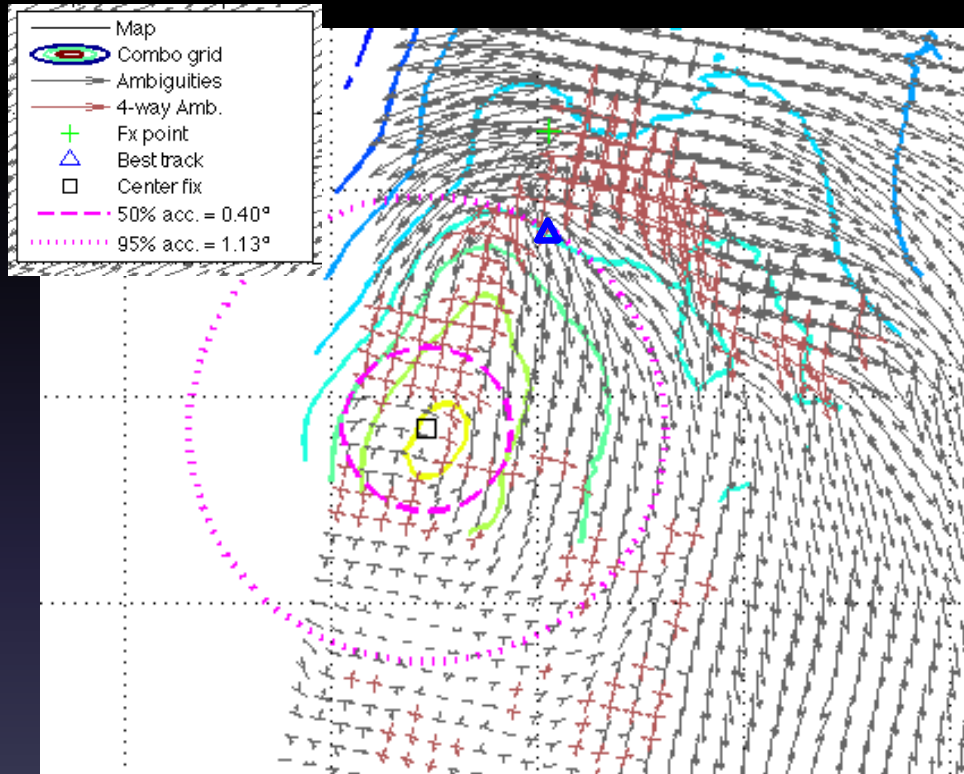 Map
Combo grid
Ambiguities
4-way Amb.
Fx point
Best track
Center fix
50% acc. = 0.40°
95% acc. = 1.13°